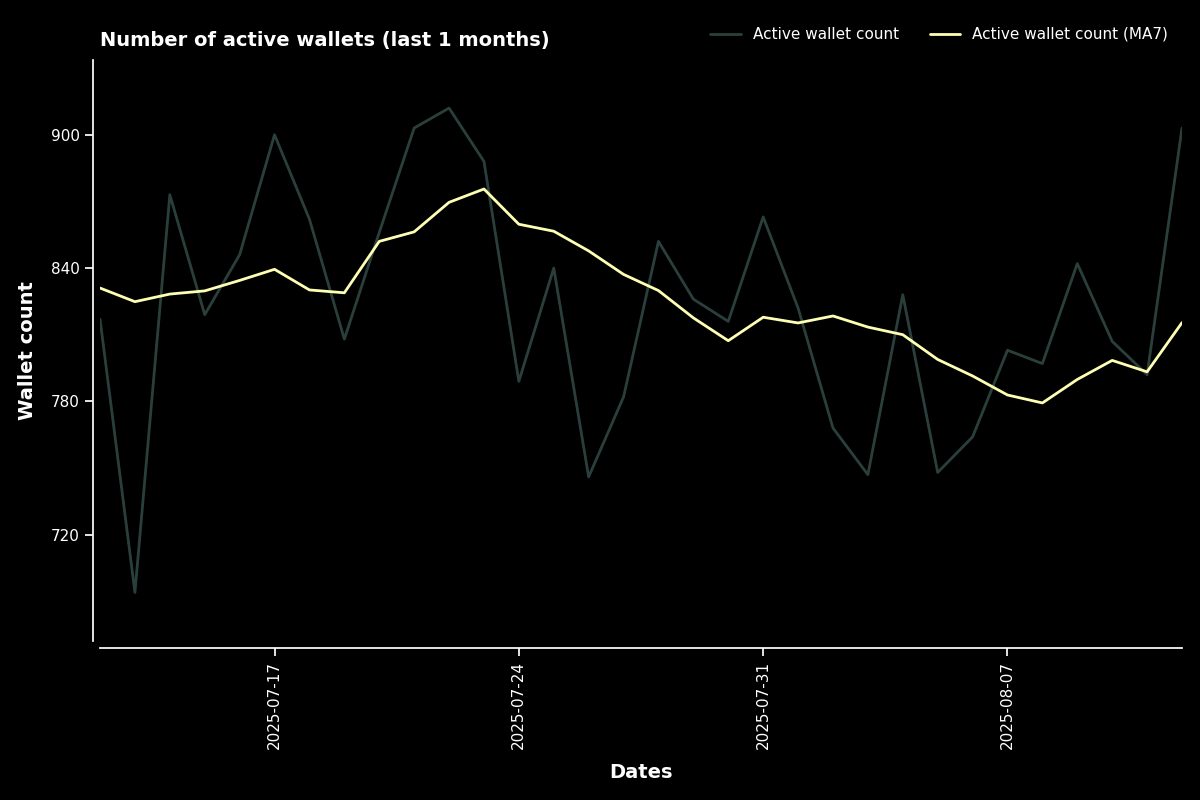 Number of active wallets (last 1 months)
Active wallet count
Active wallet count (MA7)
900
840
780
720
Wallet count
2025-07-17
2025-07-24
2025-07-31
2025-08-07
Dates